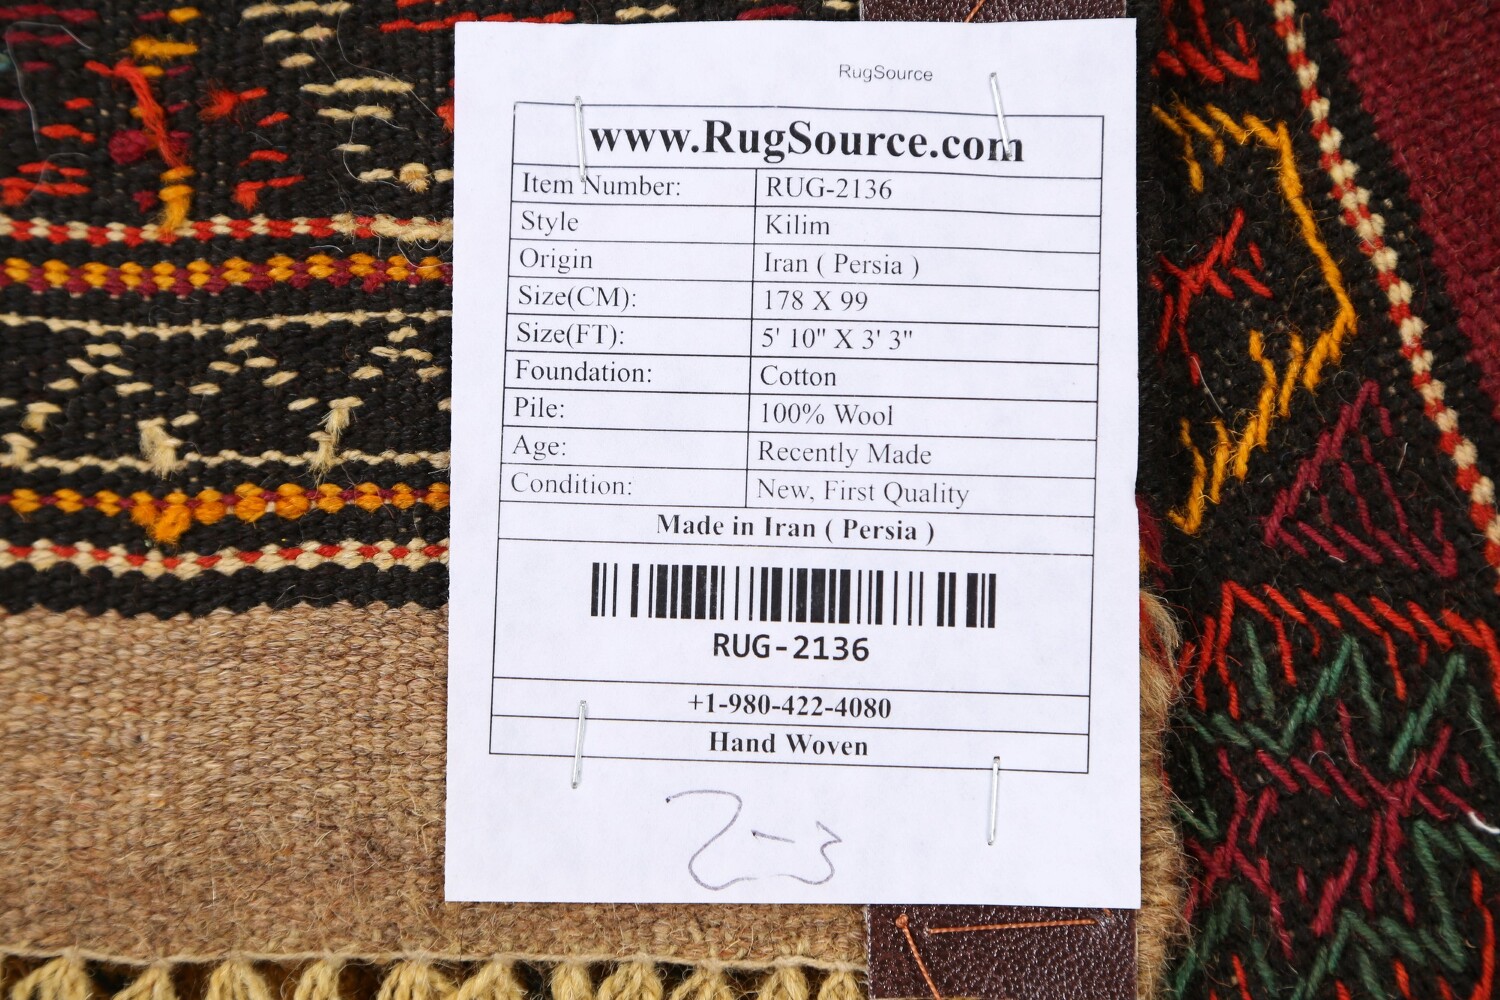 RugSource
www.RugSource.com
Item Number: RUG-2136
Style Kilim
Origin Iran ( Persia )
Size(CM): 178 X 99
Size(FT): 5' 10" X 3' 3"
Foundation: Cotton
Pile: 100% Wool
Age: Recently Made
Condition: New, First Quality
Made in Iran ( Persia )
RUG-2136
+1-980-422-4080
Hand Woven